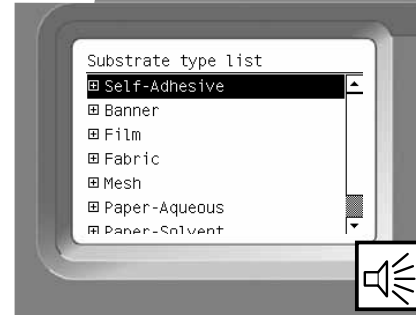 Substrate type list
Self-Adhesive
Banner
Film
Fabric
Mesh
Paper-Aqueous
Paper-Solvent